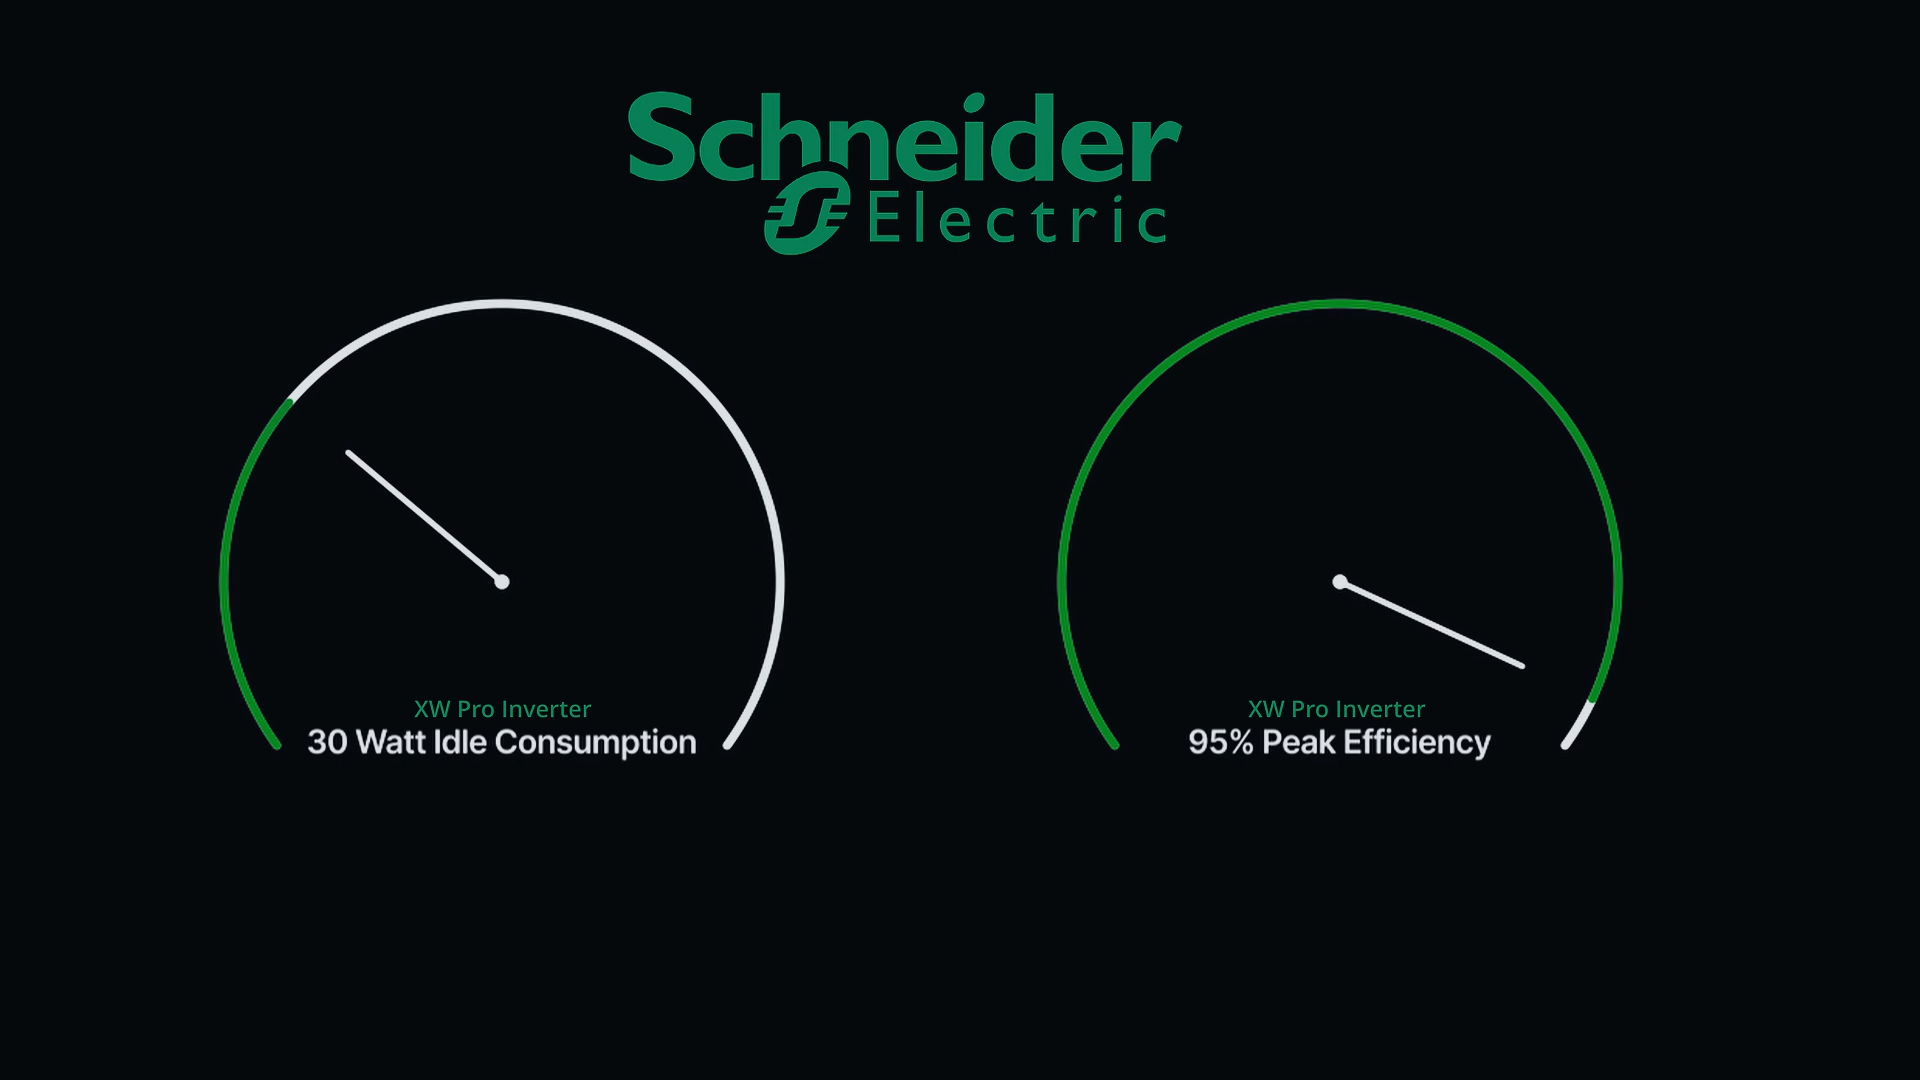 Schneider
Electric
XW Pro Inverter
30 Watt Idle Consumption
XW Pro Inverter
95% Peak Efficiency